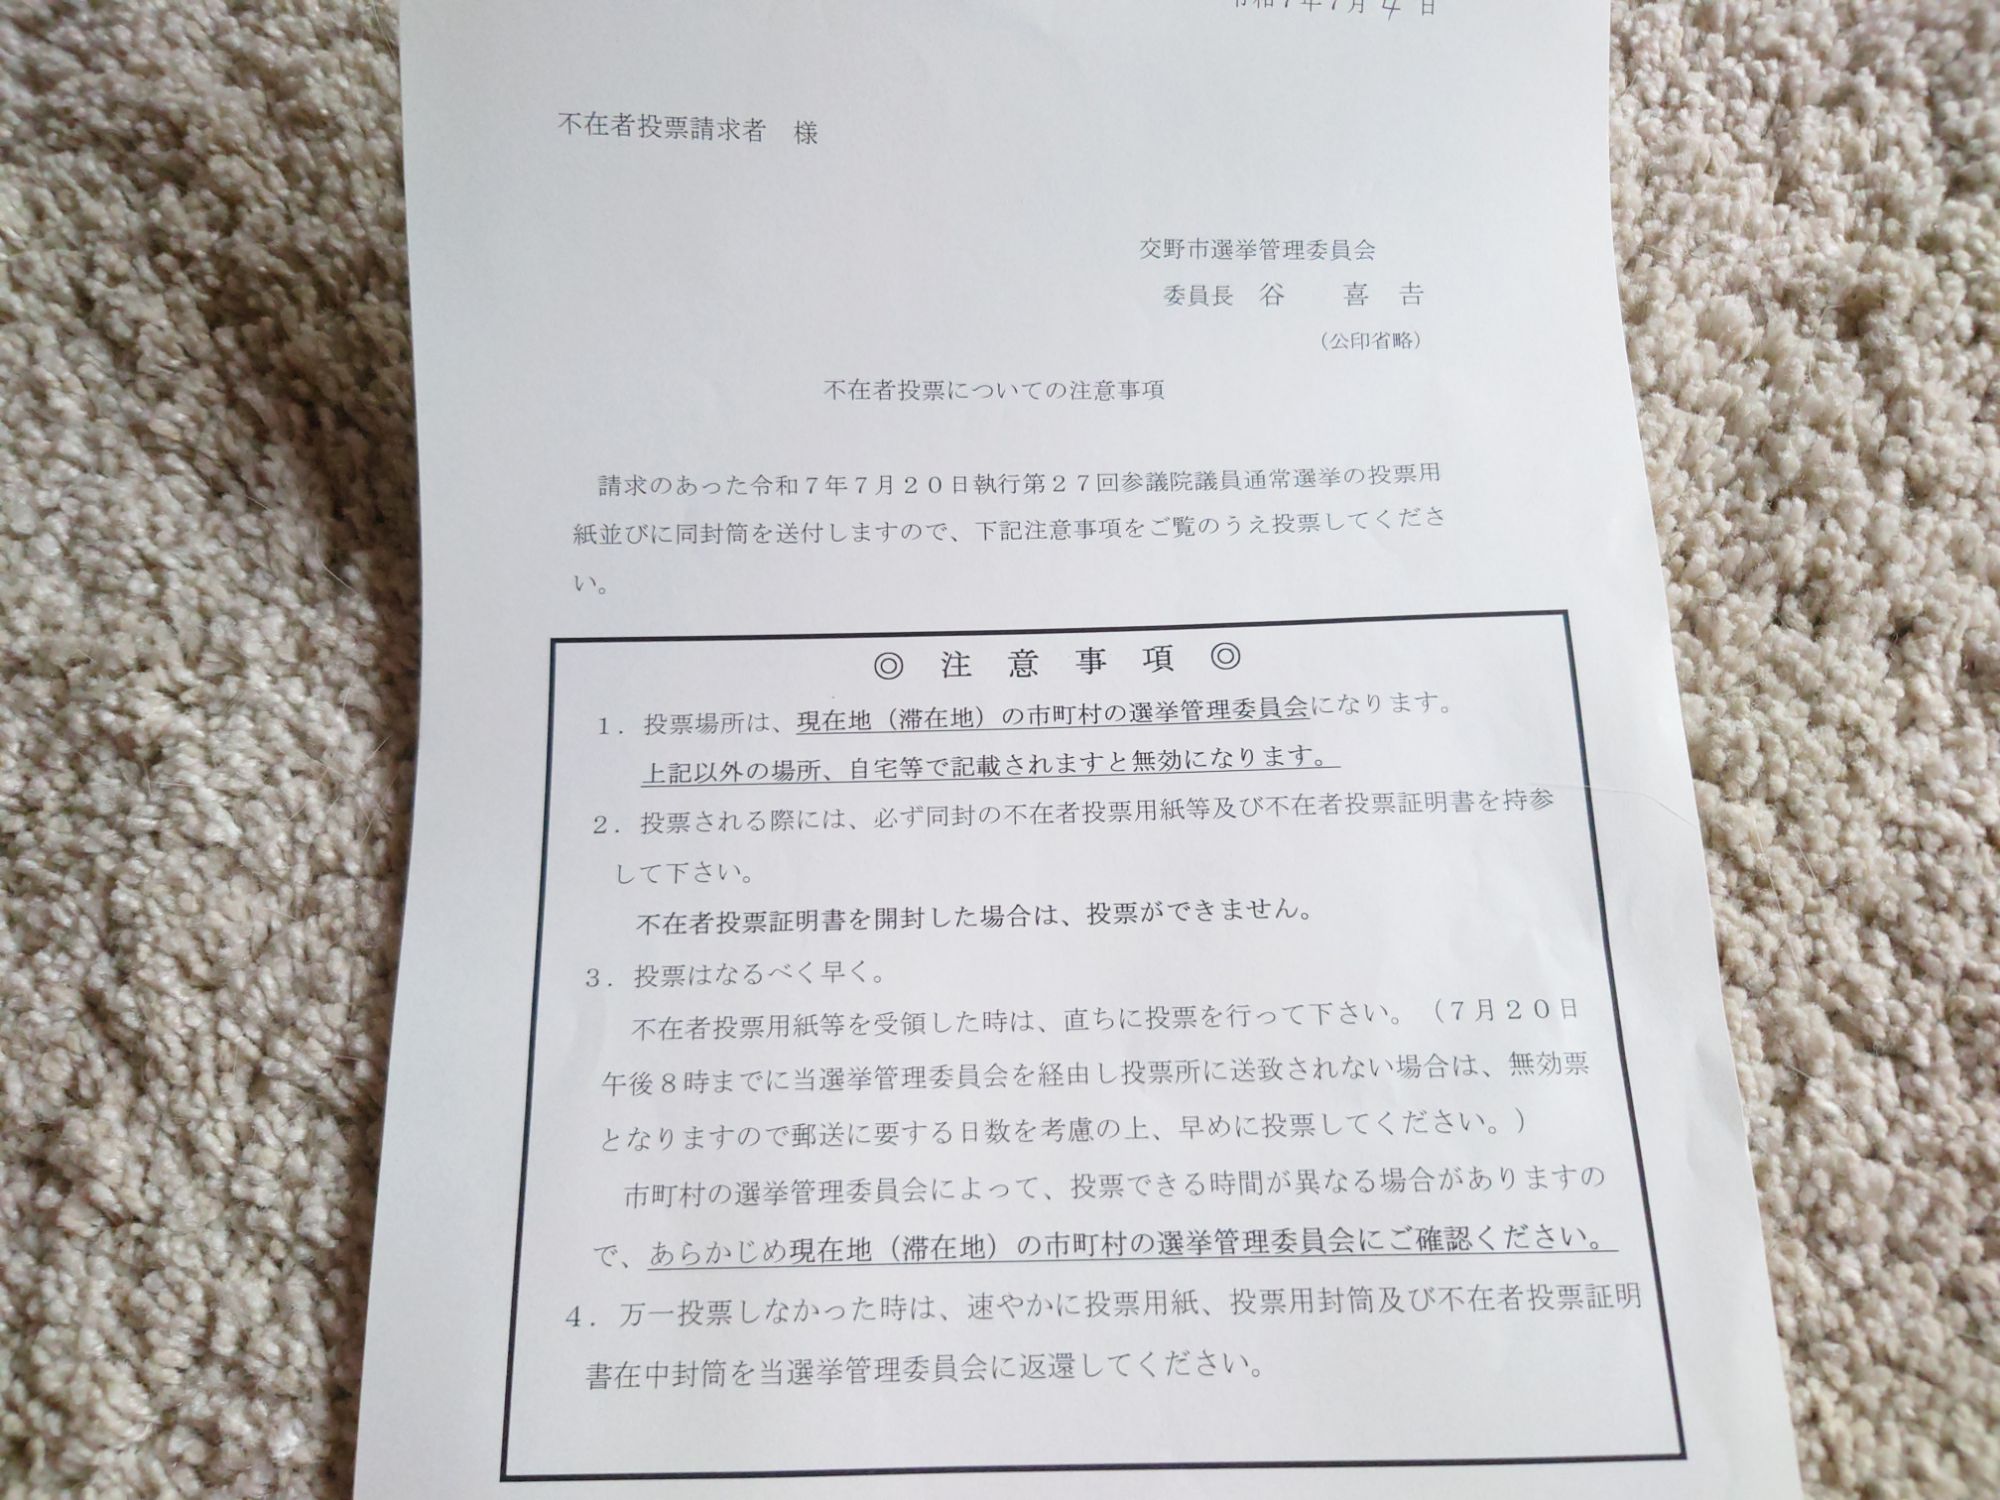 令和7年7月4日
不在者投票請求者　様
交野市選挙管理委員会
委員長　谷　　喜　𠮷
（公印省略）
不在者投票についての注意事項
請求のあった令和７年７月２０日執行第２７回参議院議員通常選挙の投票用
紙並びに同封筒を送付しますので、下記注意事項をご覧のうえ投票してくださ
い。
◎　注　意　事　項　◎
１．投票場所は、現在地（滞在地）の市町村の選挙管理委員会になります。
上記以外の場所、自宅等で記載されますと無効になります。
２．投票される際には、必ず同封の不在者投票用紙等及び不在者投票証明書を持参
して下さい。
不在者投票証明書を開封した場合は、投票ができません。
３．投票はなるべく早く。
不在者投票用紙等を受領した時は、直ちに投票を行って下さい。（７月２０日
午後８時までに当選挙管理委員会を経由し投票所に送致されない場合は、無効票
となりますので郵送に要する日数を考慮の上、早めに投票してください。）
市町村の選挙管理委員会によって、投票できる時間が異なる場合がありますの
で、あらかじめ現在地（滞在地）の市町村の選挙管理委員会にご確認ください。
４．万一投票しなかった時は、速やかに投票用紙、投票用封筒及び不在者投票証明
書在中封筒を当選挙管理委員会に返還してください。